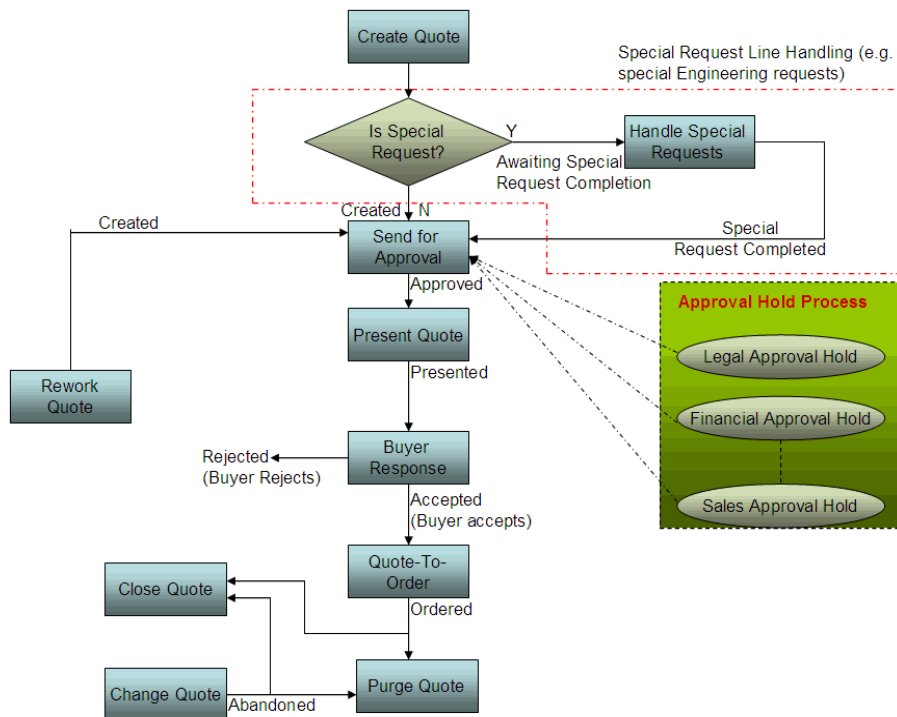 Create Quote
Special Request Line Handling (e.g.
special Engineering requests)
Is Special
Request?
Y
Handle Special
Requests
Awaiting Special
Request Completion
Created
N
Created
Send for
Approval
Special
Request Completed
Approved
Approval Hold Process
Present Quote
Legal Approval Hold
Presented
Rework
Quote
Financial Approval Hold
Buyer
Response
Rejected
(Buyer Rejects)
Accepted
(Buyer accepts)
Sales Approval Hold
Quote-To-
Order
Close Quote
Ordered
Change Quote
Abandoned
Purge Quote